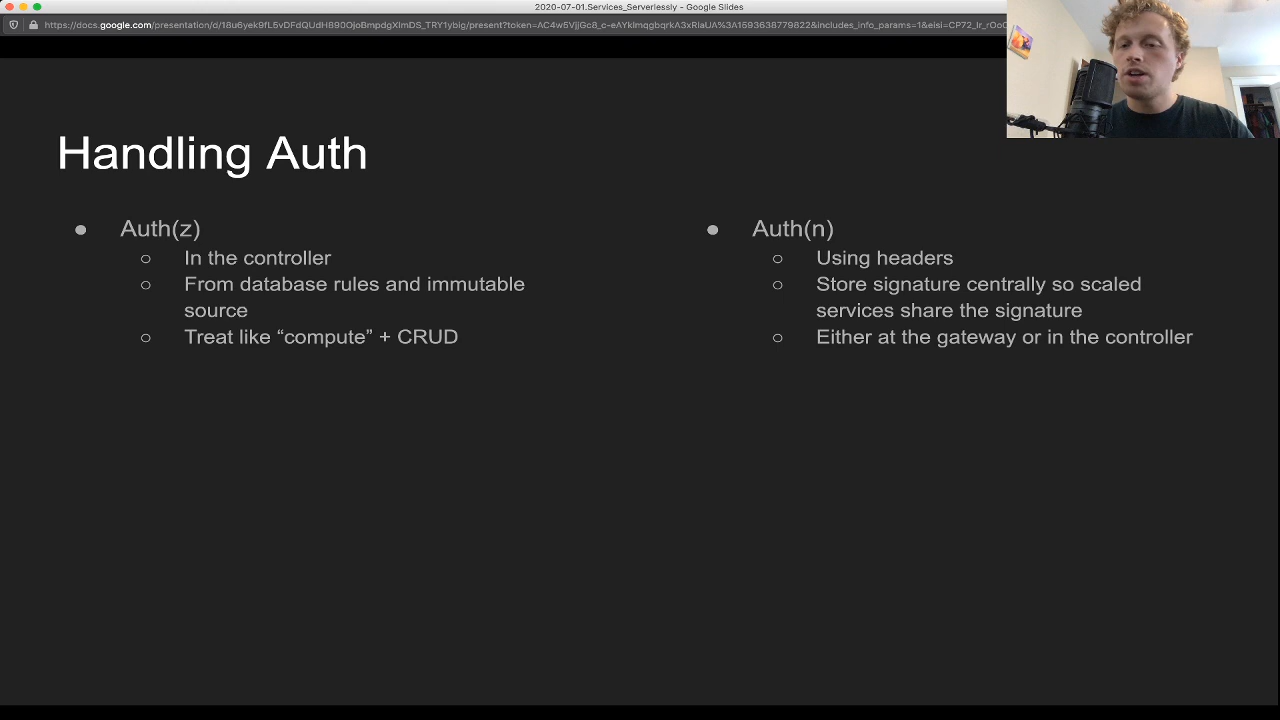 2020-07-01.Services_Serverlessly - Google Slides
Handling Auth
● Auth(z)
○ In the controller
○ From database rules and immutable
source
○ Treat like “compute” + CRUD
● Auth(n)
○ Using headers
○ Store signature centrally so scaled
services share the signature
○ Either at the gateway or in the controller